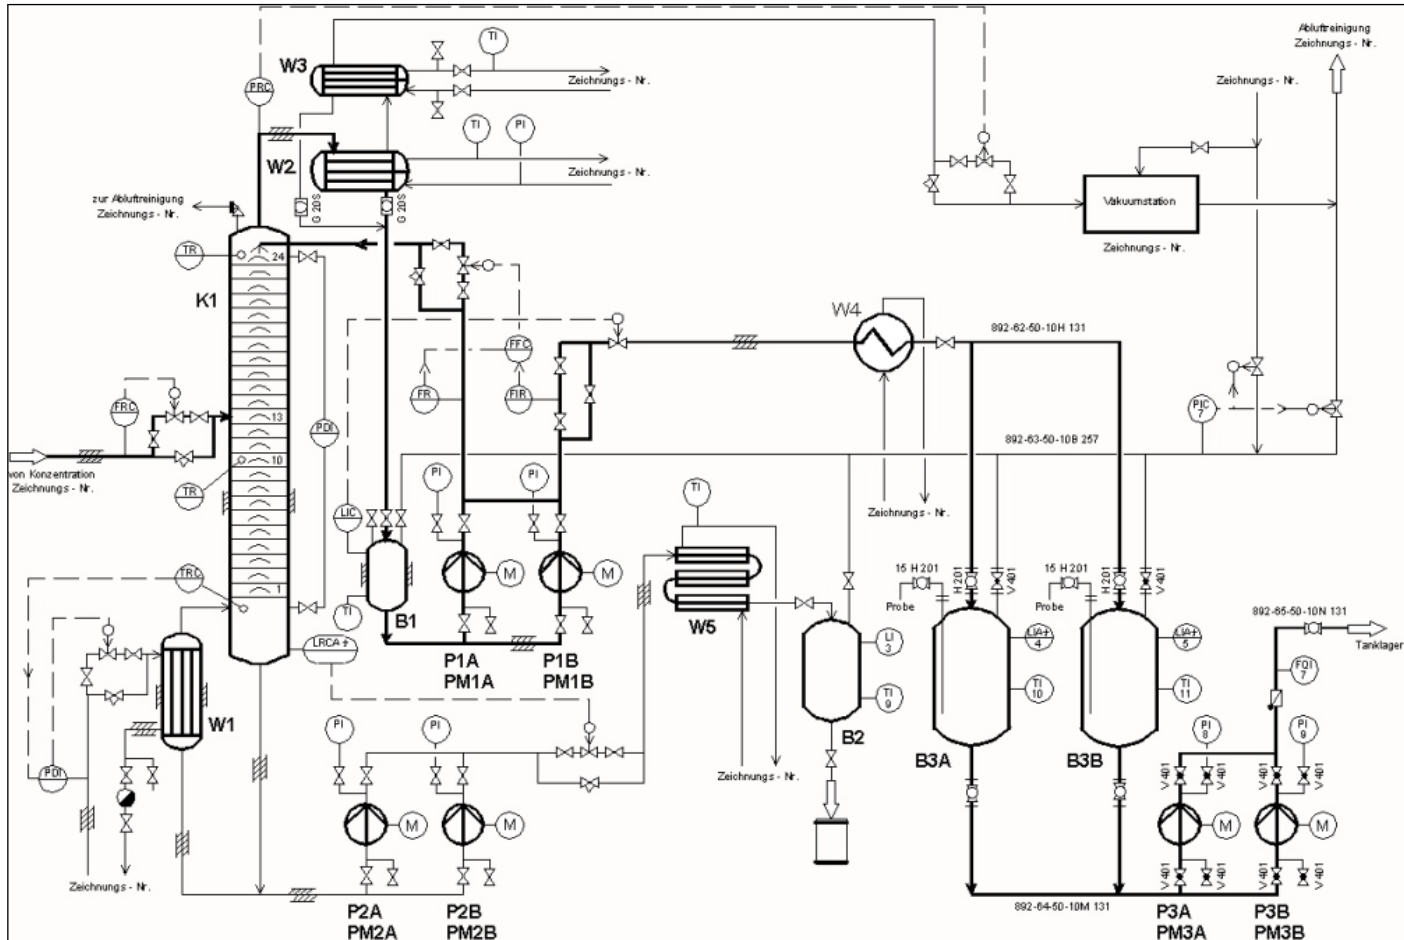 Abluftreinigung
Zeichnungs - Nr.
TI
W3
Zeichnungs - Nr.
Zeichnungs - Nr.
PRC
TI
PI
W2
Zeichnungs - Nr.
zur Abluftreinigung
Zeichnungs - Nr.
G 20S
G 20S
Vakuumstation
Zeichnungs - Nr.
TR
24
K1
W4
892-62-50-10H 131
FFC
FRC
FR
FIR
13
PDI
PIC
7
892-63-50-10B 257
von Konzentration
Zeichnungs - Nr.
10
TR
PI
PI
TI
LIC
Zeichnungs - Nr.
TRC
1
M
M
15 H 201
H 201
V 401
15 H 201
H 201
V 401
Probe
Probe
TI
B1
W5
892-65-50-10N 131
Tanklager
LRCA +
P1A
PM1A
P1B
PM1B
LI
3
LIA+
4
LIA+
5
FQI
7
TI
9
TI
10
TI
11
W1
PI
PI
B2
B3A
B3B
PI
8
PI
9
PDI
Zeichnungs - Nr.
V 401
V 401
V 401
V 401
M
M
M
M
Zeichnungs - Nr.
V 401
V 401
V 401
V 401
892-64-50-10M 131
P2A
PM2A
P2B
PM2B
P3A
PM3A
P3B
PM3B